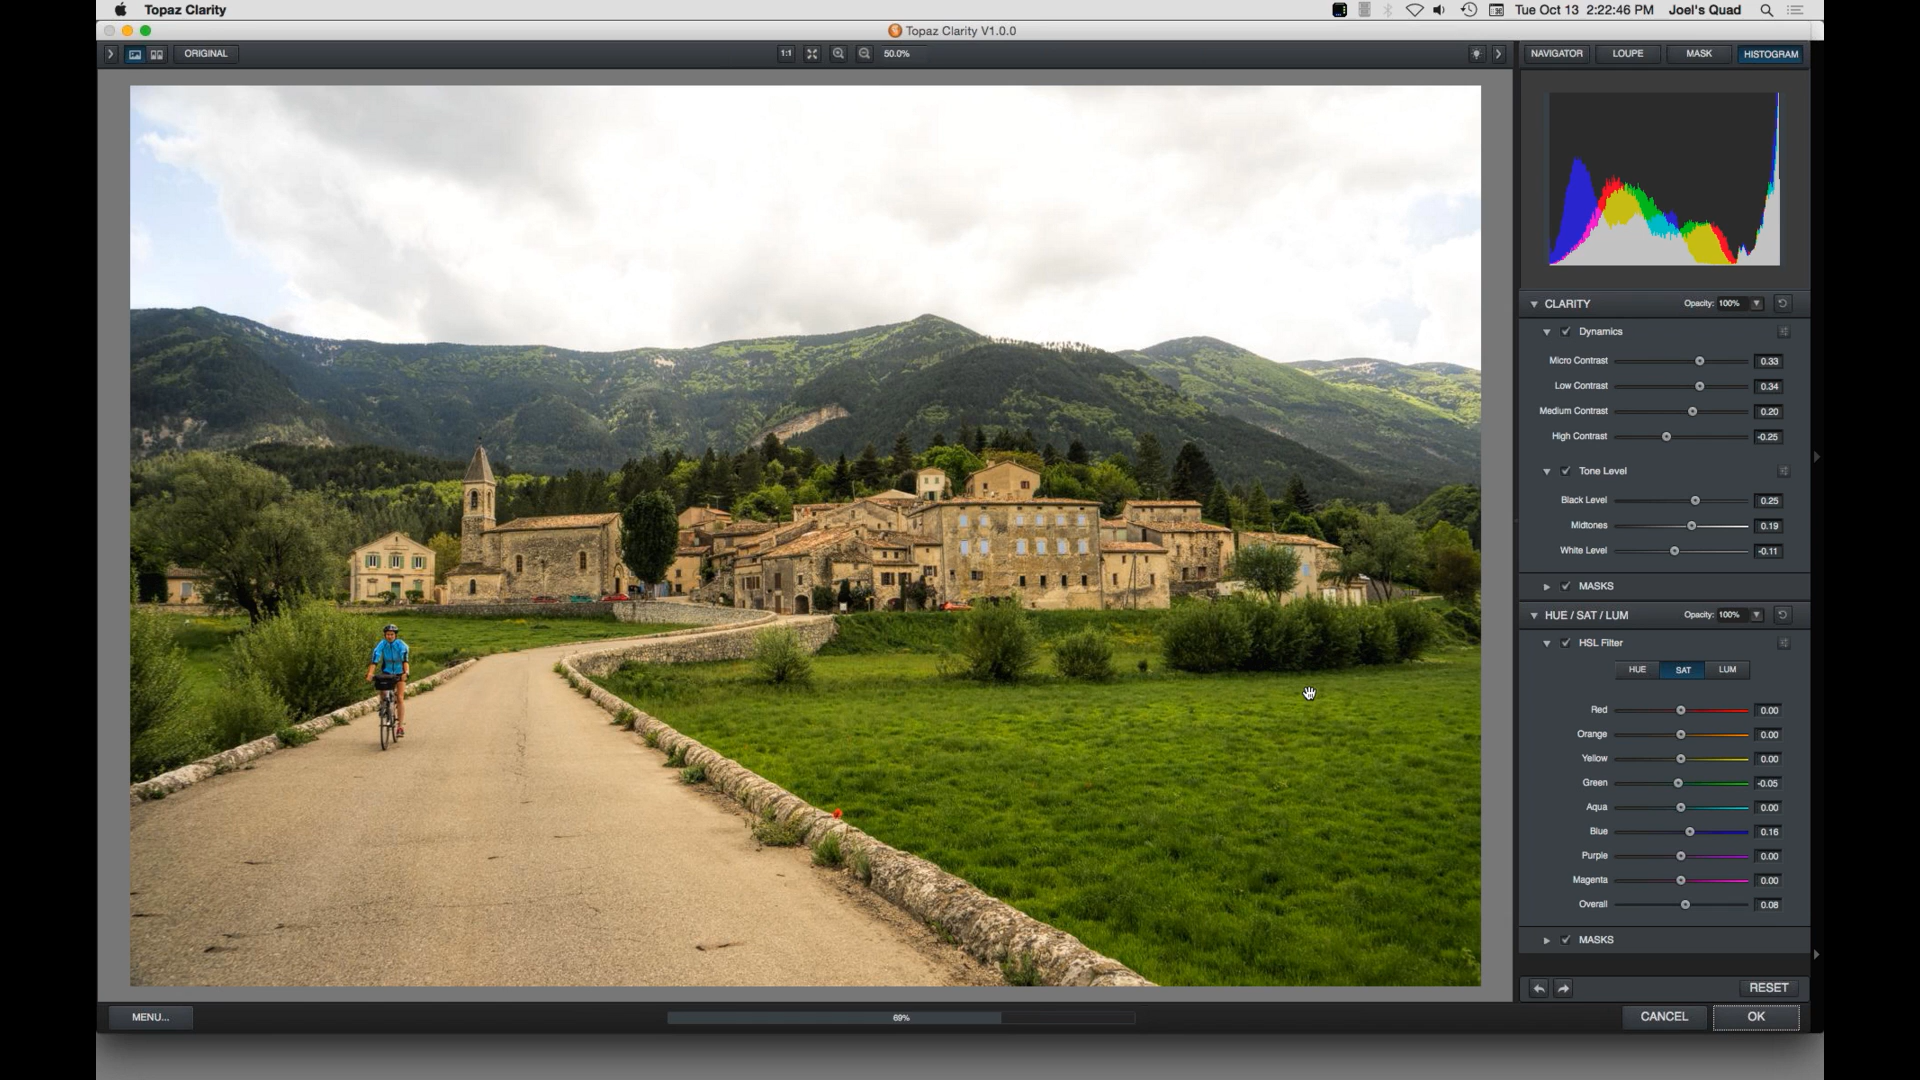 Topaz Clarity
Tue Oct 13 2:22:46 PM Joel's Quad
Topaz Clarity V1.0.0
ORIGINAL
1:1
50.0%
NAVIGATOR LOUPE MASK HISTOGRAM
CLARITY Opacity: 100%
Dynamics
Micro Contrast 0.33
Low Contrast 0.34
Medium Contrast 0.20
High Contrast -0.25
Tone Level
Black Level 0.25
Midtones 0.19
White Level -0.11
MASKS
HUE / SAT / LUM Opacity: 100%
HSL Filter
HUE SAT LUM
Red 0.00
Orange 0.00
Yellow 0.00
Green -0.05
Aqua 0.00
Blue 0.16
Purple 0.00
Magenta 0.00
Overall 0.08
MASKS
RESET
MENU... 69% CANCEL OK